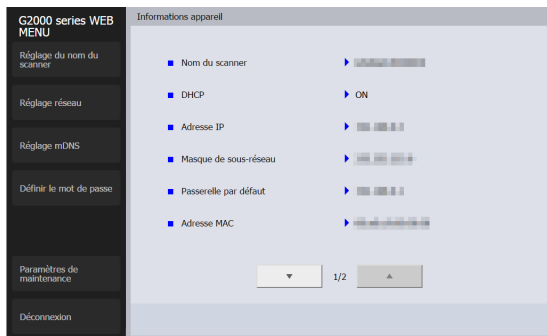 G2000 series WEB
MENU
Réglage du nom du
scanner
Réglage réseau
Réglage mDNS
Définir le mot de passe
Paramètres de
maintenance
Déconnexion
Informations appareil
Nom du scanner
DHCP
ON
Adresse IP
Masque de sous-réseau
Passerelle par défaut
Adresse MAC
1/2